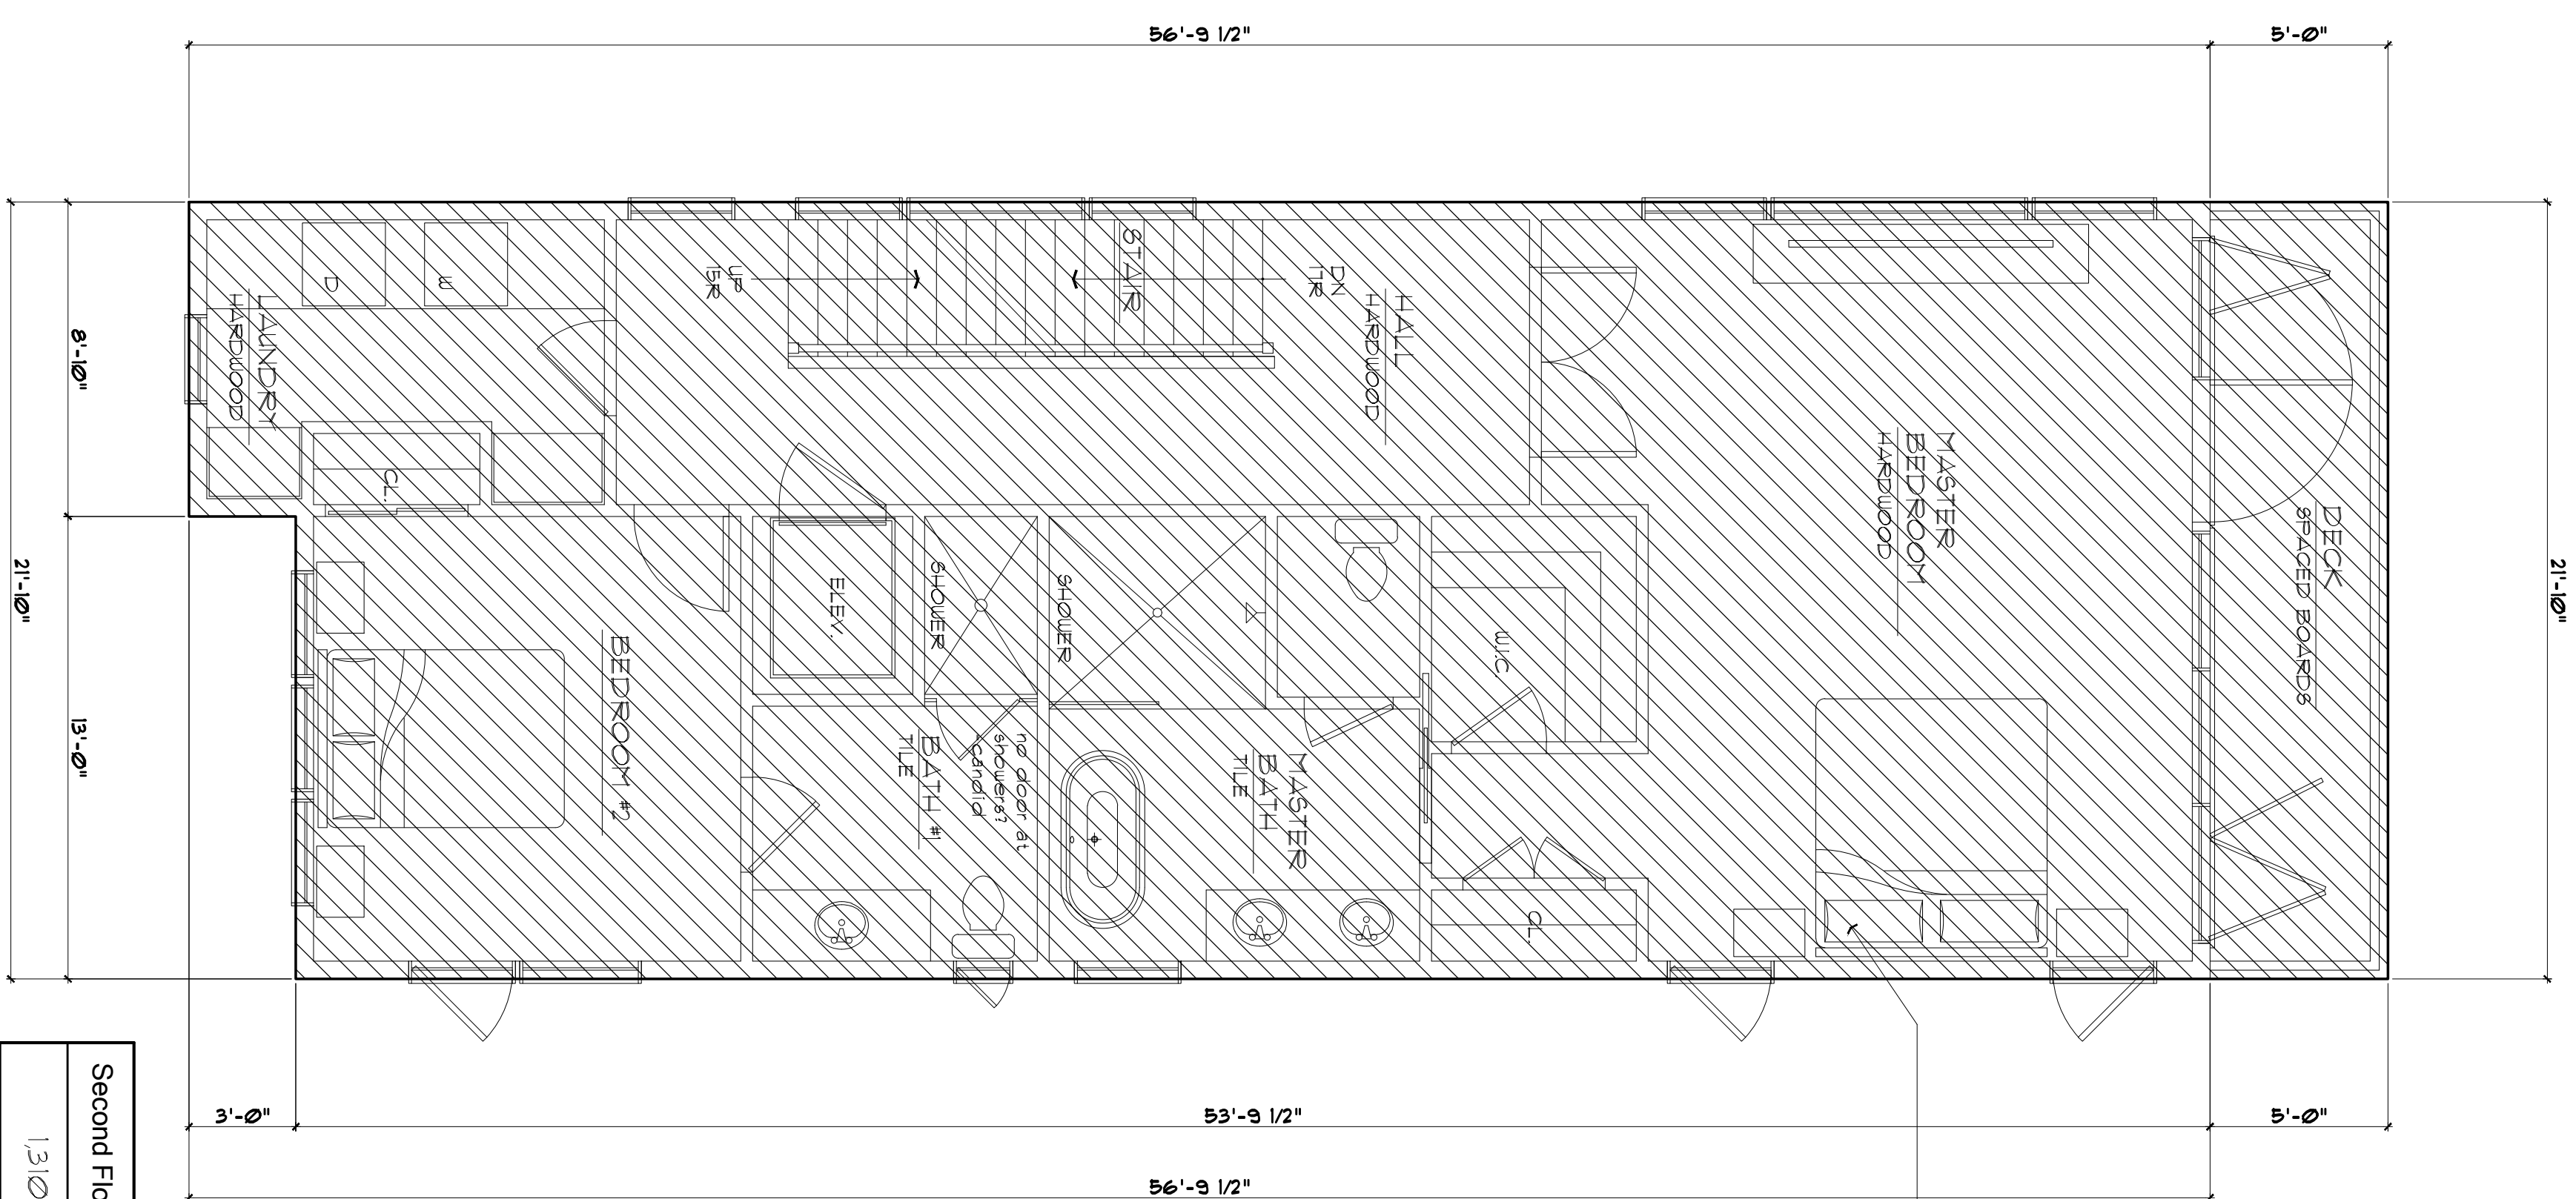 56'-9 1/2"
5'-0"
21'-10"
8'-10"
13'-0"
21'-10"
LAUNDRY
HARDWOOD
D
W
CL.
UP
15R
STAIR
DN
17R
HALL
HARDWOOD
MASTER
BEDROOM
HARDWOOD
DECK
SPACED BOARDS
BEDROOM #2
ELEV.
SHOWER
SHOWER
W.I.C.
no door at
showers?
-candid
BATH #1
TILE
MASTER
BATH
TILE
CL.
3'-0"
53'-9 1/2"
5'-0"
56'-9 1/2"
Second Flo
1,310